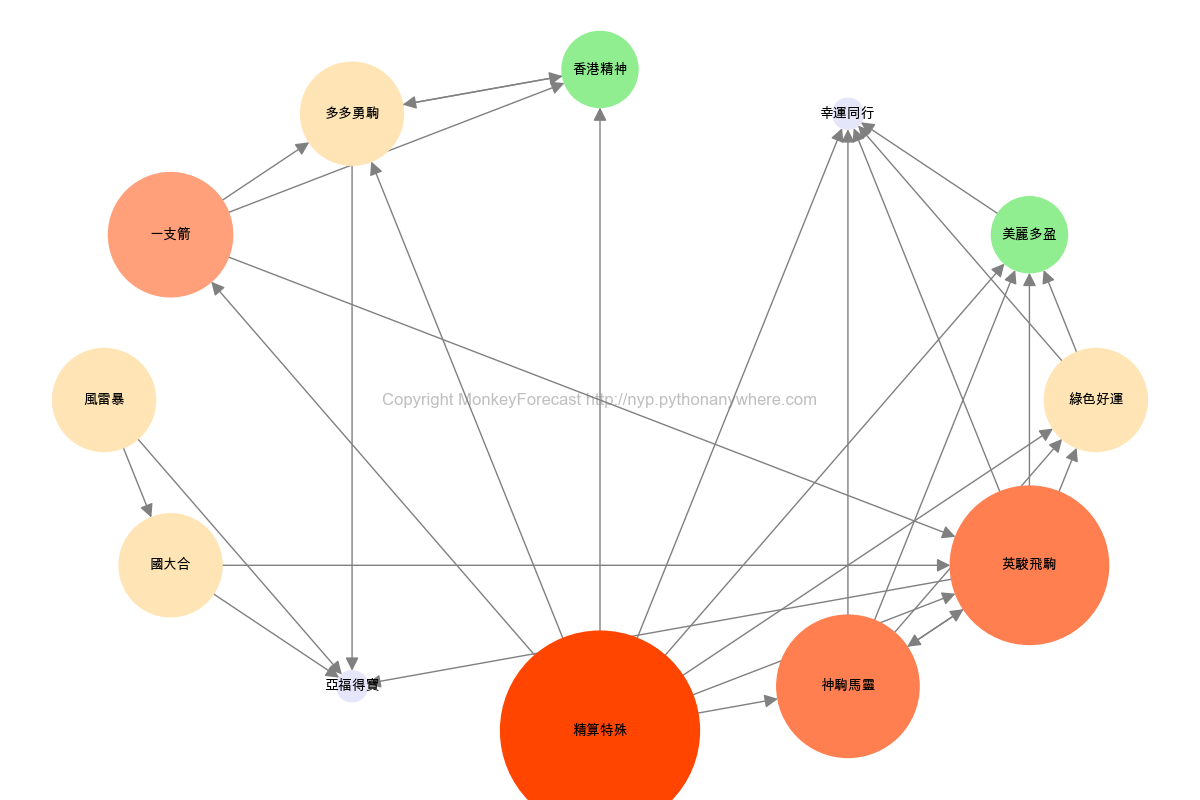 香港精神
多多勇駒
幸運同行
一支箭
美麗多盈
風雷暴
Copyright MonkeyForecast http://nyp.pythonanywhere.com
綠色好運
國大合
英駿飛駒
亞福得寶
神駒馬靈
精算特殊